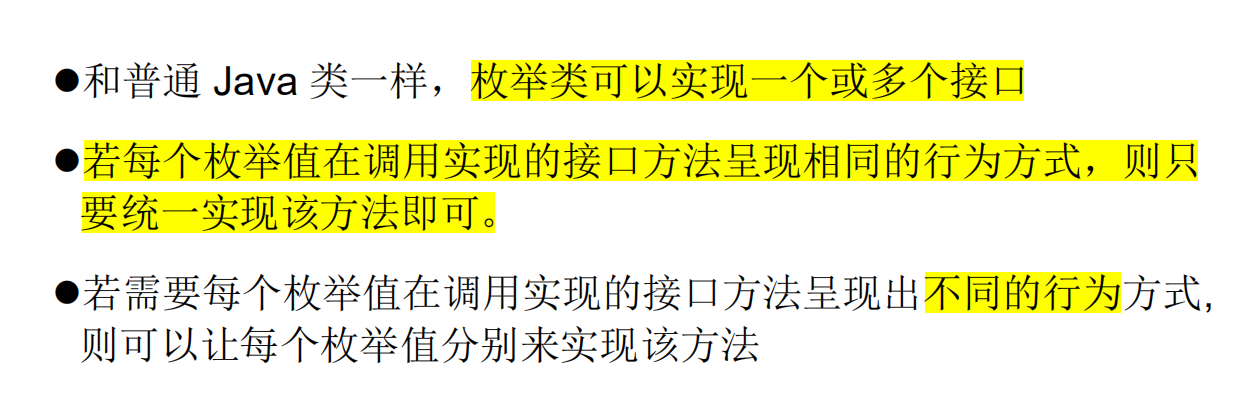 ●和普通 Java 类一样，枚举类可以实现一个或多个接口
●若每个枚举值在调用实现的接口方法呈现相同的行为方式，则只
要统一实现该方法即可。
●若需要每个枚举值在调用实现的接口方法呈现出不同的行为方式,
则可以让每个枚举值分别来实现该方法